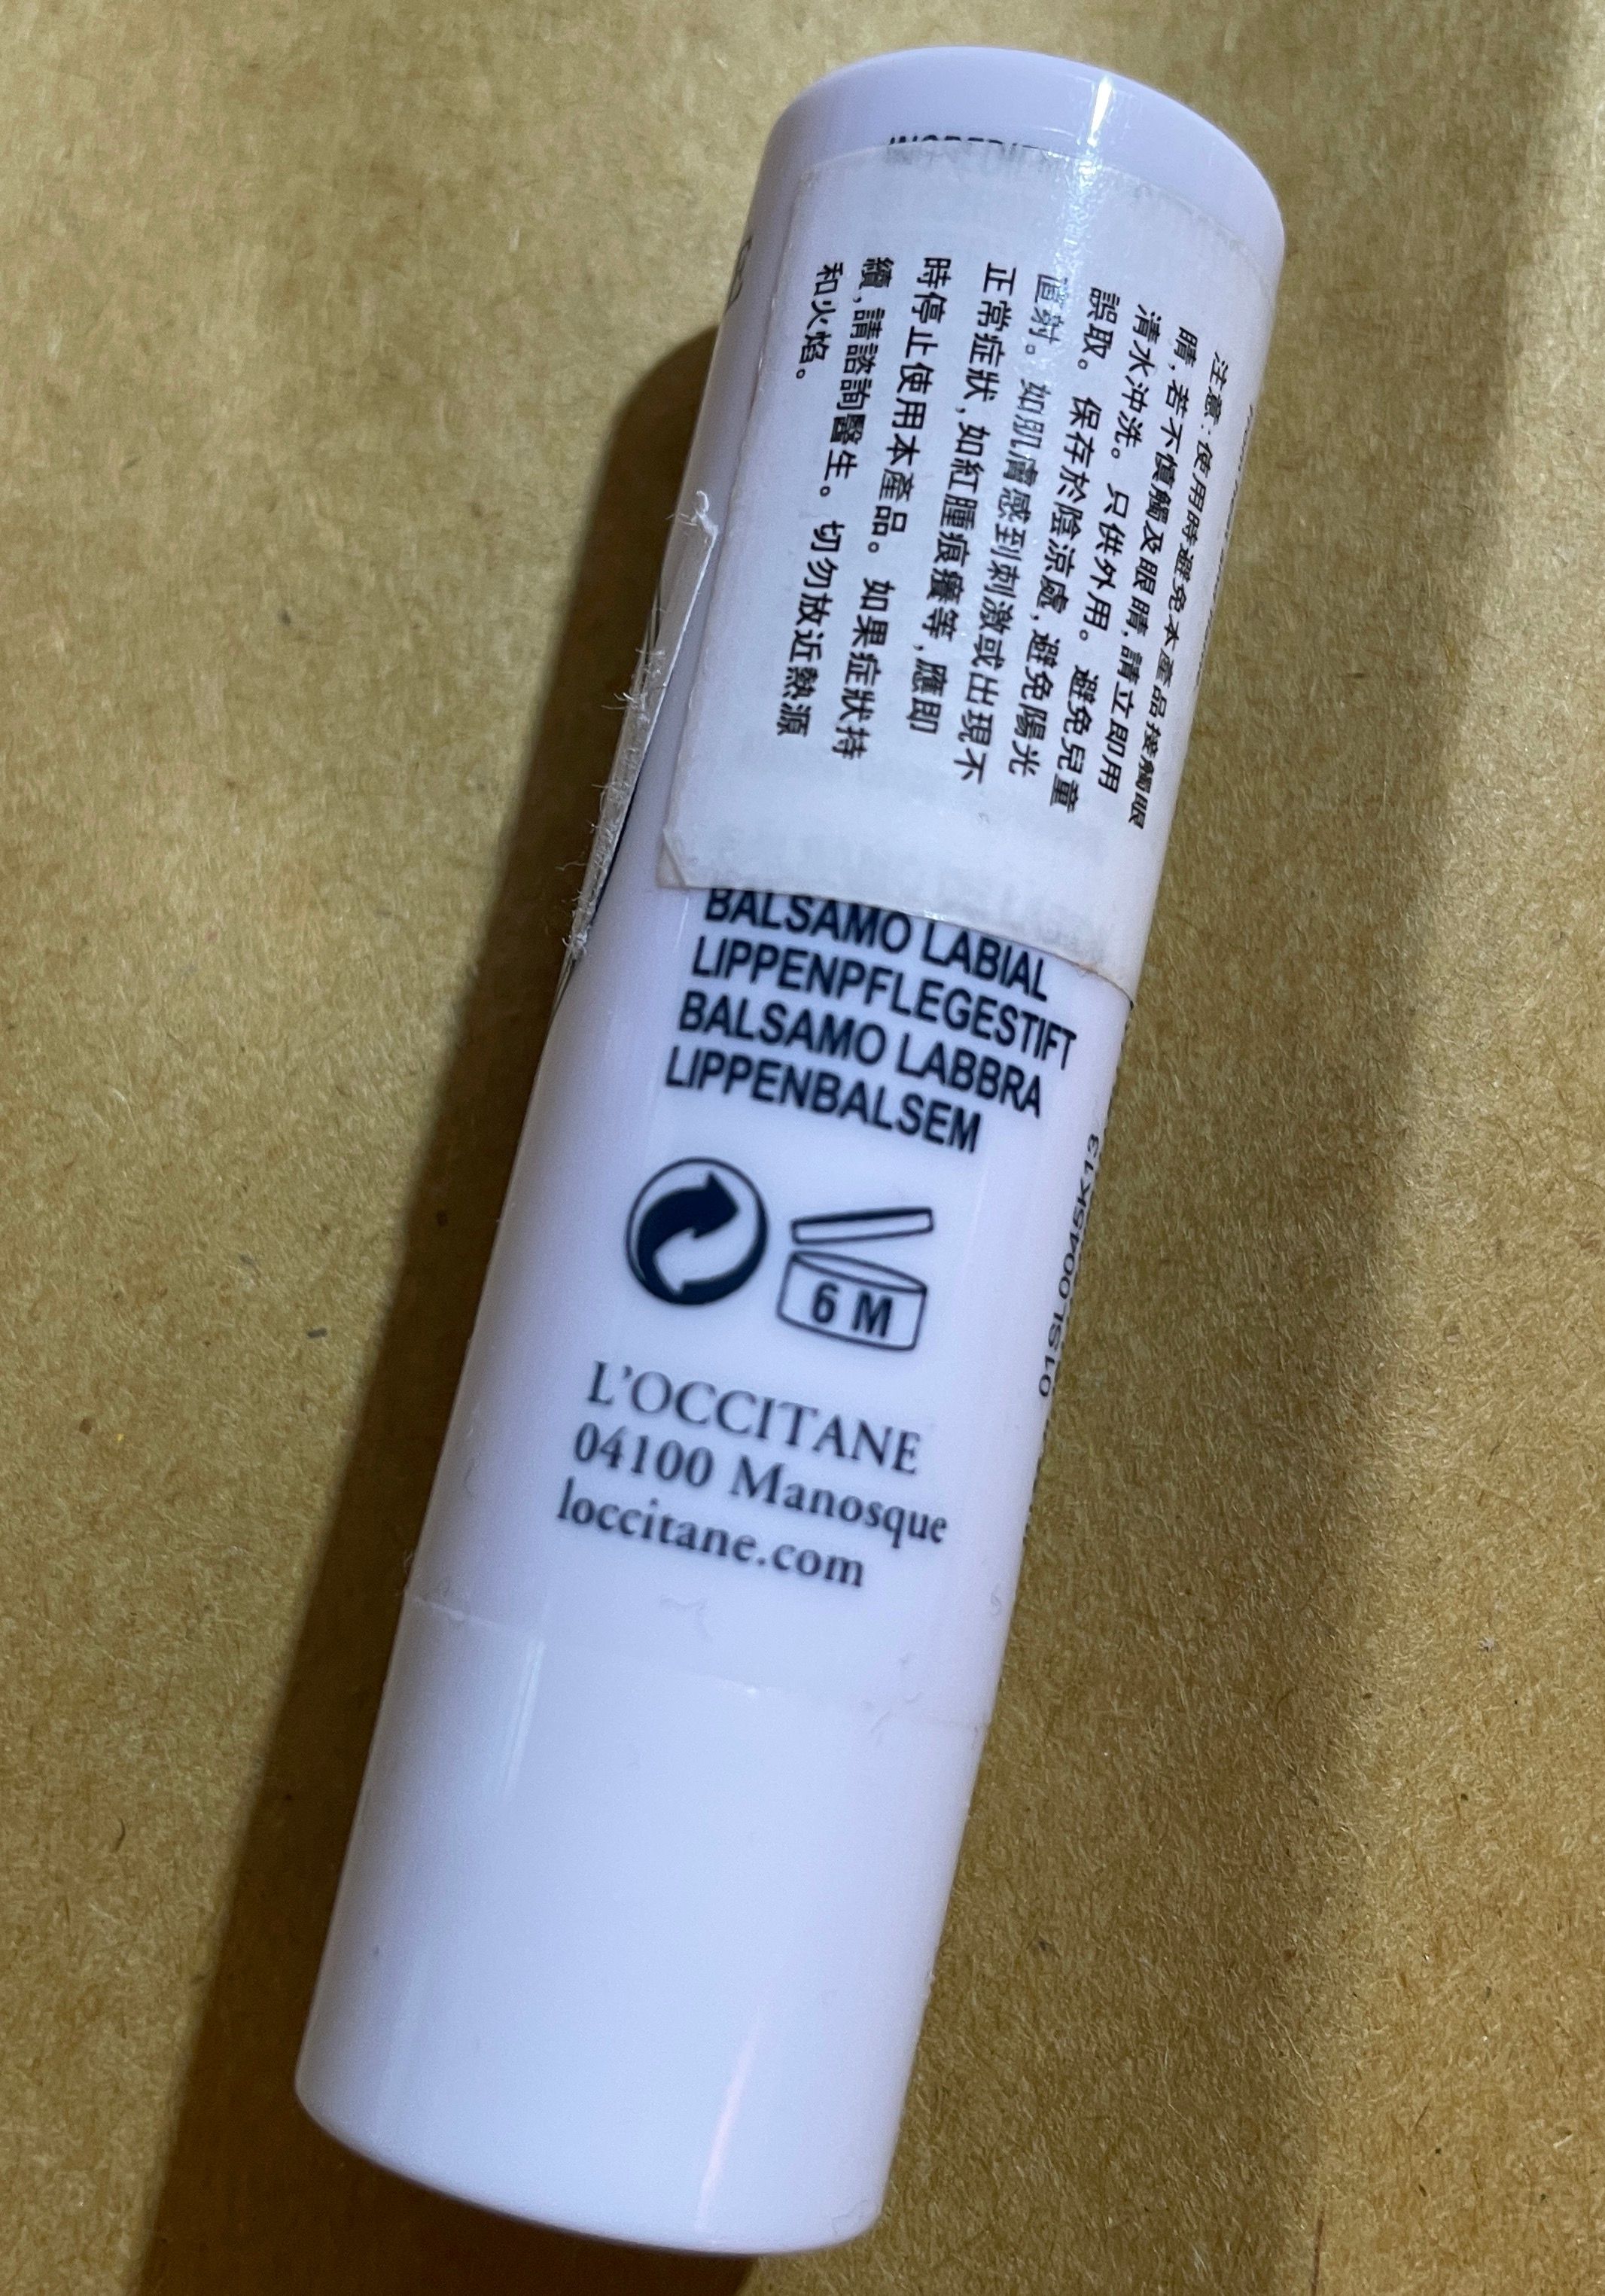 注意：使用時避免本產品接觸眼
睛，若不慎觸及眼睛，請立即用
清水沖洗。只供外用。避免兒童
誤取。保存於陰涼處，避免陽光
直射。如肌膚感到刺激或出現不
正常症狀，如紅腫痕癢等，應即
時停止使用本產品。如果症狀持
續，請諮詢醫生。切勿放近熱源
和火焰。
BALSAMO LABIAL
LIPPENPFLEGESTIFT
BALSAMO LABBRA
LIPPENBALSEM
6 M
L'OCCITANE
04100 Manosque
loccitane.com
01SL0045K13